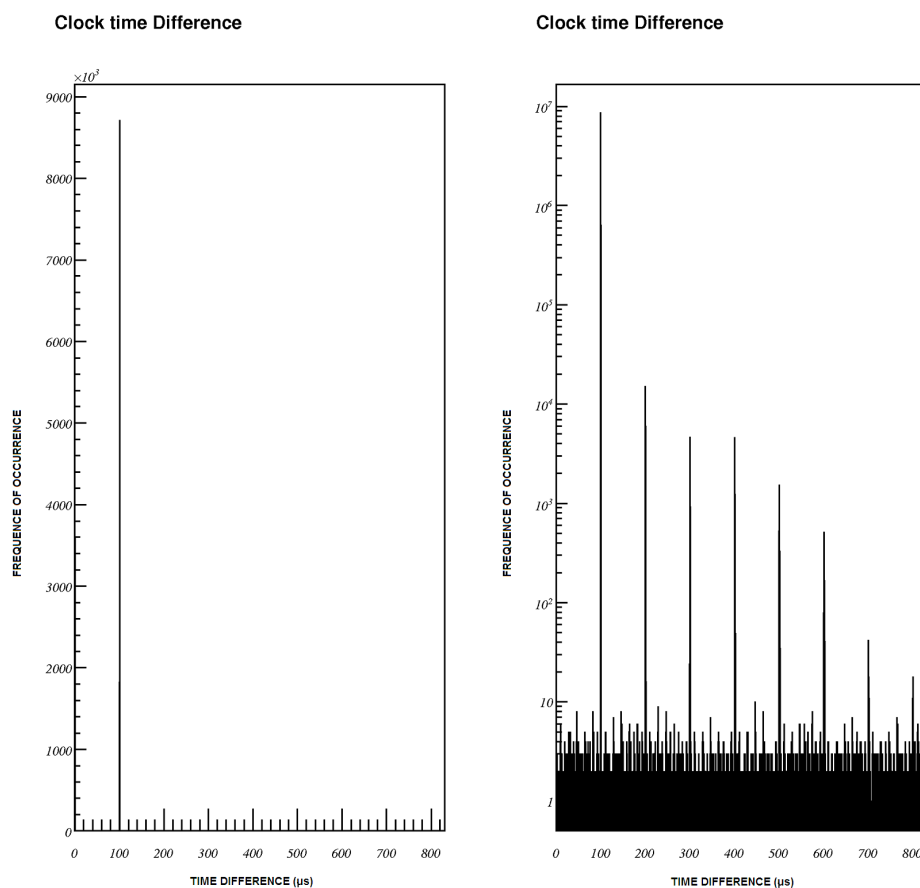 Clock time Difference
×10³
9000
8000
7000
6000
5000
4000
3000
2000
1000
0
0 100 200 300 400 500 600 700 800
FREQUENCE OF OCCURRENCE
TIME DIFFERENCE (µs)
Clock time Difference
10⁷
10⁶
10⁵
10⁴
10³
10²
10
1
0 100 200 300 400 500 600 700 800
FREQUENCE OF OCCURRENCE
TIME DIFFERENCE (µs)